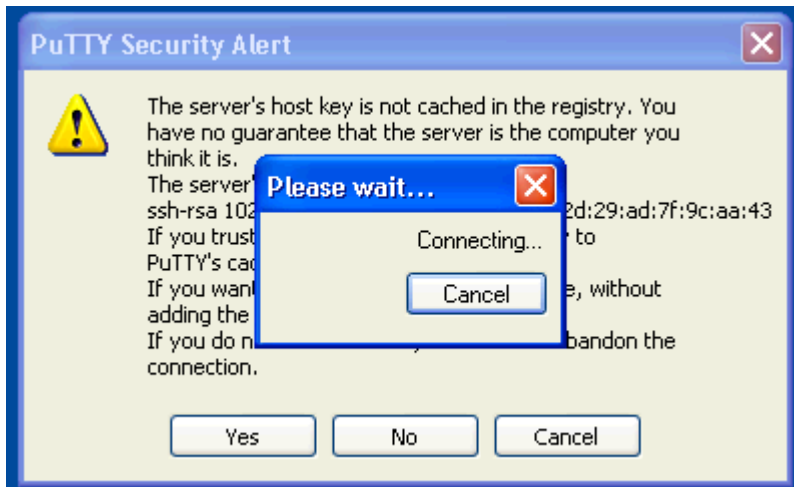 PuTTY Security Alert
The server's host key is not cached in the registry. You
have no guarantee that the server is the computer you
think it is.
The server'
ssh-rsa 102 2d:29:ad:7f:9c:aa:43
If you trust to
PuTTY's cac
If you want e, without
adding the
If you do n bandon the
connection.
Please wait...
Connecting...
Cancel
Yes
No
Cancel